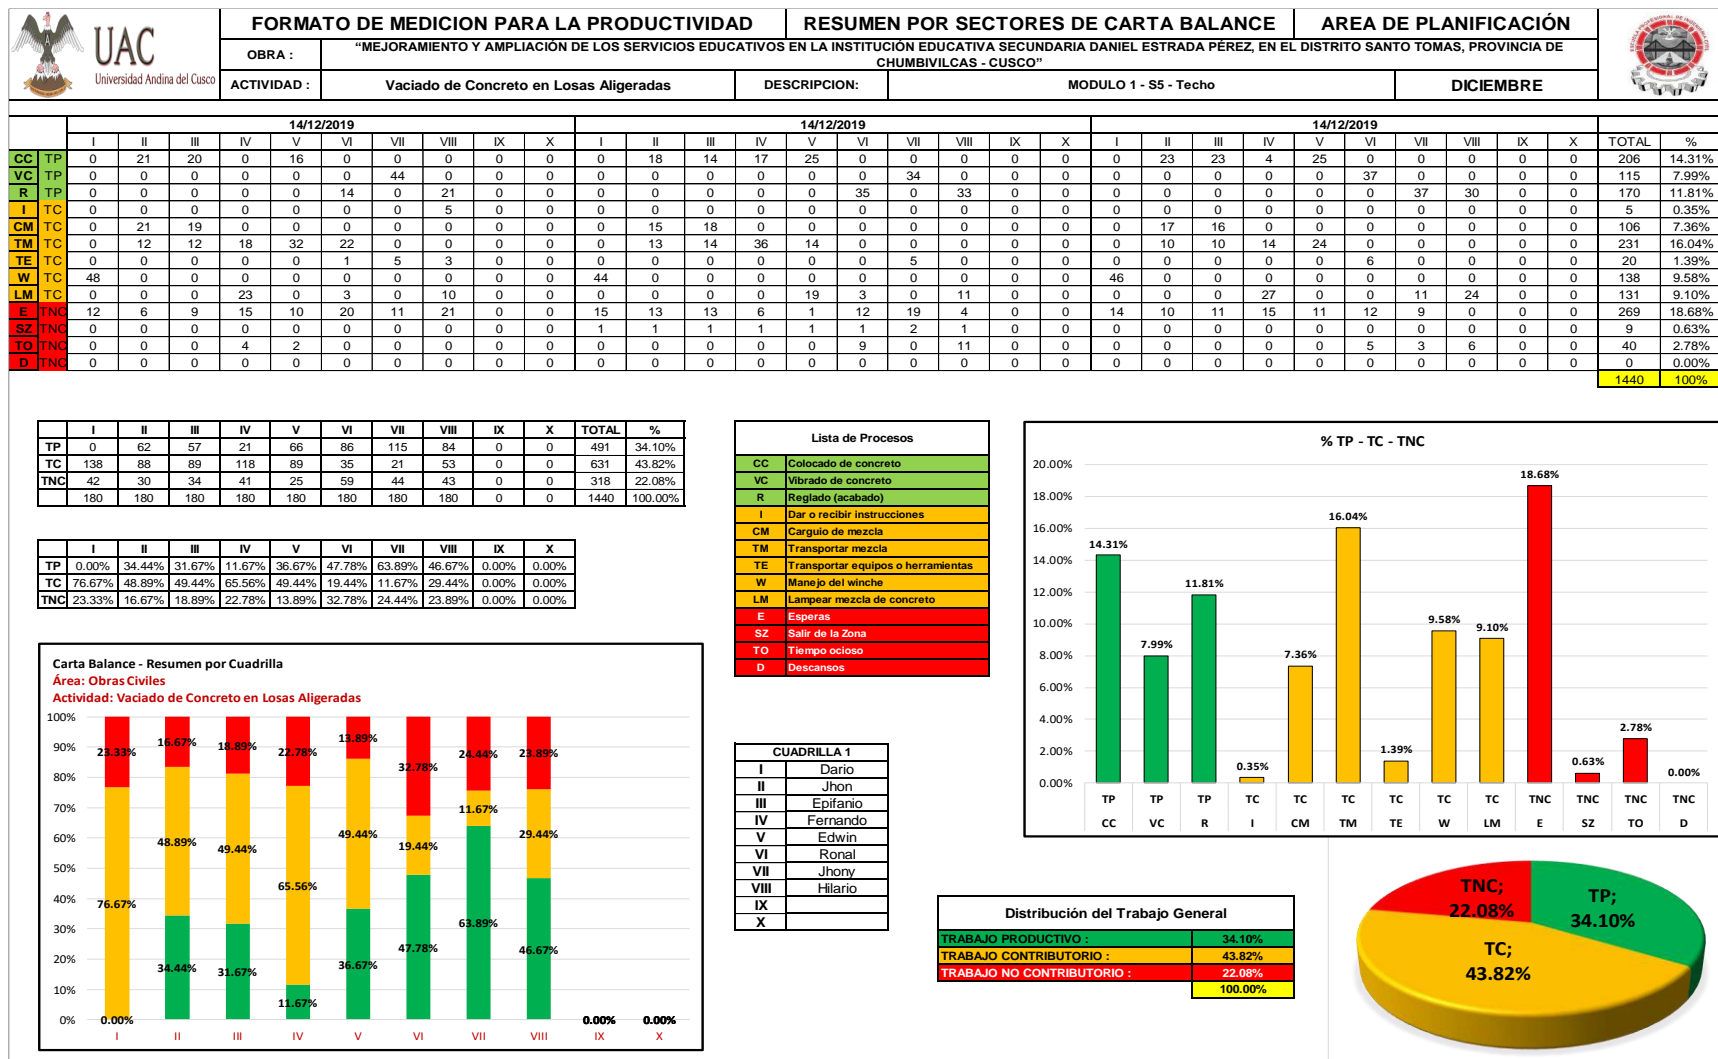 UAC
Universidad Andina del Cusco
FORMATO DE MEDICION PARA LA PRODUCTIVIDAD RESUMEN POR SECTORES DE CARTA BALANCE AREA DE PLANIFICACIÓN
OBRA : “MEJORAMIENTO Y AMPLIACIÓN DE LOS SERVICIOS EDUCATIVOS EN LA INSTITUCIÓN EDUCATIVA SECUNDARIA DANIEL ESTRADA PÉREZ, EN EL DISTRITO SANTO TOMAS, PROVINCIA DE
CHUMBIVILCAS - CUSCO”
ACTIVIDAD : Vaciado de Concreto en Losas Aligeradas DESCRIPCION: MODULO 1 - S5 - Techo DICIEMBRE
14/12/2019 14/12/2019 14/12/2019
I II III IV V VI VII VIII IX X I II III IV V VI VII VIII IX X I II III IV V VI VII VIII IX X TOTAL %
CC TP 0 21 20 0 16 0 0 0 0 0 0 18 14 17 25 0 0 0 0 0 0 23 23 4 25 0 0 0 0 0 206 14.31%
VC TP 0 0 0 0 0 0 44 0 0 0 0 0 0 0 0 0 34 0 0 0 0 0 0 0 0 37 0 0 0 0 115 7.99%
R TP 0 0 0 0 0 14 0 21 0 0 0 0 0 0 0 35 0 33 0 0 0 0 0 0 0 0 37 30 0 0 170 11.81%
I TC 0 0 0 0 0 0 0 5 0 0 0 0 0 0 0 0 0 0 0 0 0 0 0 0 0 0 0 0 0 0 5 0.35%
CM TC 0 21 19 0 0 0 0 0 0 0 0 15 18 0 0 0 0 0 0 0 0 17 16 0 0 0 0 0 0 0 106 7.36%
TM TC 0 12 12 18 32 22 0 0 0 0 0 13 14 36 14 0 0 0 0 0 0 10 10 14 24 0 0 0 0 0 231 16.04%
TE TC 0 0 0 0 0 1 5 3 0 0 0 0 0 0 0 0 5 0 0 0 0 0 0 0 0 6 0 0 0 0 20 1.39%
W TC 48 0 0 0 0 0 0 0 0 0 44 0 0 0 0 0 0 0 0 0 46 0 0 0 0 0 0 0 0 0 138 9.58%
LM TC 0 0 0 23 0 3 0 10 0 0 0 0 0 0 19 3 0 11 0 0 0 0 0 27 0 0 11 24 0 0 131 9.10%
E TNC 12 6 9 15 10 20 11 21 0 0 15 13 13 6 1 12 19 4 0 0 14 10 11 15 11 12 9 0 0 0 269 18.68%
SZ TNC 0 0 0 0 0 0 0 0 0 0 1 1 1 1 1 1 2 1 0 0 0 0 0 0 0 0 0 0 0 0 9 0.63%
TO TNC 0 0 0 4 2 0 0 0 0 0 0 0 0 0 0 9 0 11 0 0 0 0 0 0 0 5 3 6 0 0 40 2.78%
D TNC 0 0 0 0 0 0 0 0 0 0 0 0 0 0 0 0 0 0 0 0 0 0 0 0 0 0 0 0 0 0 0 0.00%
1440 100%
I II III IV V VI VII VIII IX X TOTAL %
TP 0 62 57 21 66 86 115 84 0 0 491 34.10%
TC 138 88 89 118 89 35 21 53 0 0 631 43.82%
TNC 42 30 34 41 25 59 44 43 0 0 318 22.08%
180 180 180 180 180 180 180 180 0 0 1440 100.00%
I II III IV V VI VII VIII IX X
TP 0.00% 34.44% 31.67% 11.67% 36.67% 47.78% 63.89% 46.67% 0.00% 0.00%
TC 76.67% 48.89% 49.44% 65.56% 49.44% 19.44% 11.67% 29.44% 0.00% 0.00%
TNC 23.33% 16.67% 18.89% 22.78% 13.89% 32.78% 24.44% 23.89% 0.00% 0.00%
Lista de Procesos
CC Colocado de concreto
VC Vibrado de concreto
R Reglado (acabado)
I Dar o recibir instrucciones
CM Carguio de mezcla
TM Transportar mezcla
TE Transportar equipos o herramientas
W Manejo del winche
LM Lampear mezcla de concreto
E Esperas
SZ Salir de la Zona
TO Tiempo ocioso
D Descansos
% TP - TC - TNC
20.00%
18.00%
16.00%
14.00%
12.00%
10.00%
8.00%
6.00%
4.00%
2.00%
0.00%
14.31% 7.99% 11.81% 0.35% 7.36% 16.04% 1.39% 9.58% 9.10% 18.68% 0.63% 2.78% 0.00%
TP TP TP TC TC TC TC TC TC TNC TNC TNC TNC
CC VC R I CM TM TE W LM E SZ TO D
Carta Balance - Resumen por Cuadrilla
Área: Obras Civiles
Actividad: Vaciado de Concreto en Losas Aligeradas
100%
90%
80%
70%
60%
50%
40%
30%
20%
10%
0%
23.33% 16.67% 18.89% 22.78% 13.89% 32.78% 24.44% 23.89%
76.67% 48.89% 49.44% 65.56% 49.44% 19.44% 11.67% 29.44%
0.00% 34.44% 31.67% 11.67% 36.67% 47.78% 63.89% 46.67% 0.00% 0.00%
I II III IV V VI VII VIII IX X
CUADRILLA 1
I Dario
II Jhon
III Epifanio
IV Fernando
V Edwin
VI Ronal
VII Jhony
VIII Hilario
IX
X
Distribución del Trabajo General
TRABAJO PRODUCTIVO : 34.10%
TRABAJO CONTRIBUTORIO : 43.82%
TRABAJO NO CONTRIBUTORIO : 22.08%
100.00%
TNC;
22.08%
TP;
34.10%
TC;
43.82%